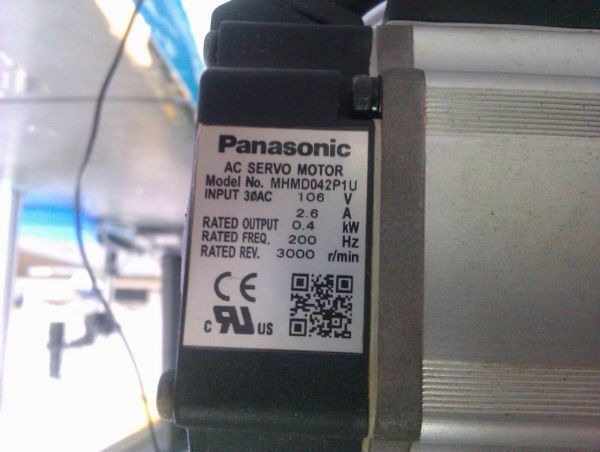 Panasonic
AC SERVO MOTOR
Model No. MHMD042P1U
INPUT 3øAC 106 V
2.6 A
RATED OUTPUT 0.4 kW
RATED FREQ. 200 Hz
RATED REV. 3000 r/min
CE
C RU US